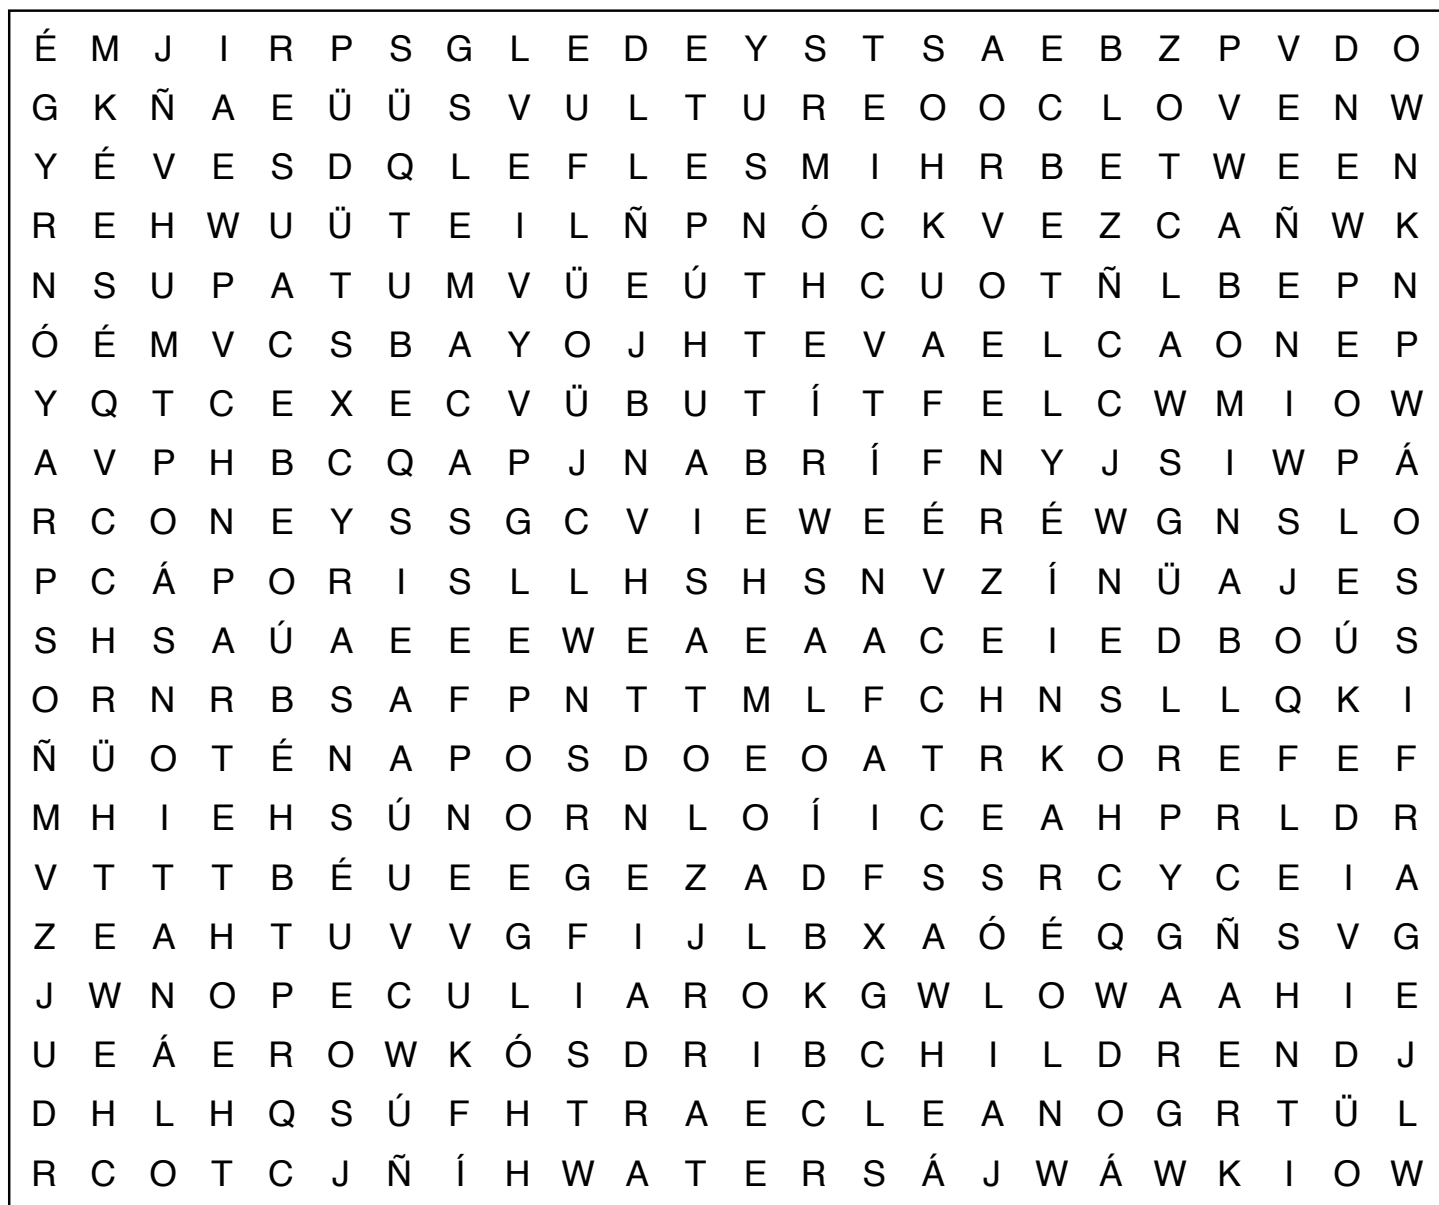 É M J I R P S G L E D E Y S T S A E B Z P V D O
G K Ñ A E Ü Ü S V U L T U R E O O C L O V E N W
Y É V E S D Q L E F L E S M I H R B E T W E E N
R E H W U Ü T E I L Ñ P N Ó C K V E Z C A Ñ W K
N S U P A T U M V Ü E Ú T H C U O T Ñ L B E P N
Ó É M V C S B A Y O J H T E V A E L C A O N E P
Y Q T C E X E C V Ü B U T Í T F E L C W M I O W
A V P H B C Q A P J N A B R Í F N Y J S I W P Á
R C O N E Y S S G C V I E W E É R É W G N S L O
P C Á P O R I S L L H S H S N V Z Í N Ü A J E S
S H S A Ú A E E E W E A E A A C E I E D B O Ú S
O R N R B S A F P N T T M L F C H N S L L Q K I
Ñ Ü O T É N A P O S D O E O A T R K O R E F E F
M H I E H S Ú N O R N L O Í I C E A H P R L D R
V T T T B É U E E G E Z A D F S S R C Y C E I A
Z E A H T U V V G F I J L B X A Ó É Q G Ñ S V G
J W N O P E C U L I A R O K G W L O W A A H I E
U E Á E R O W K Ó S D R I B C H I L D R E N D J
D H L H Q S Ú F H T R A E C L E A N O G R T Ü L
R C O T C J Ñ Í H W A T E R S Á J W Á W K I O W